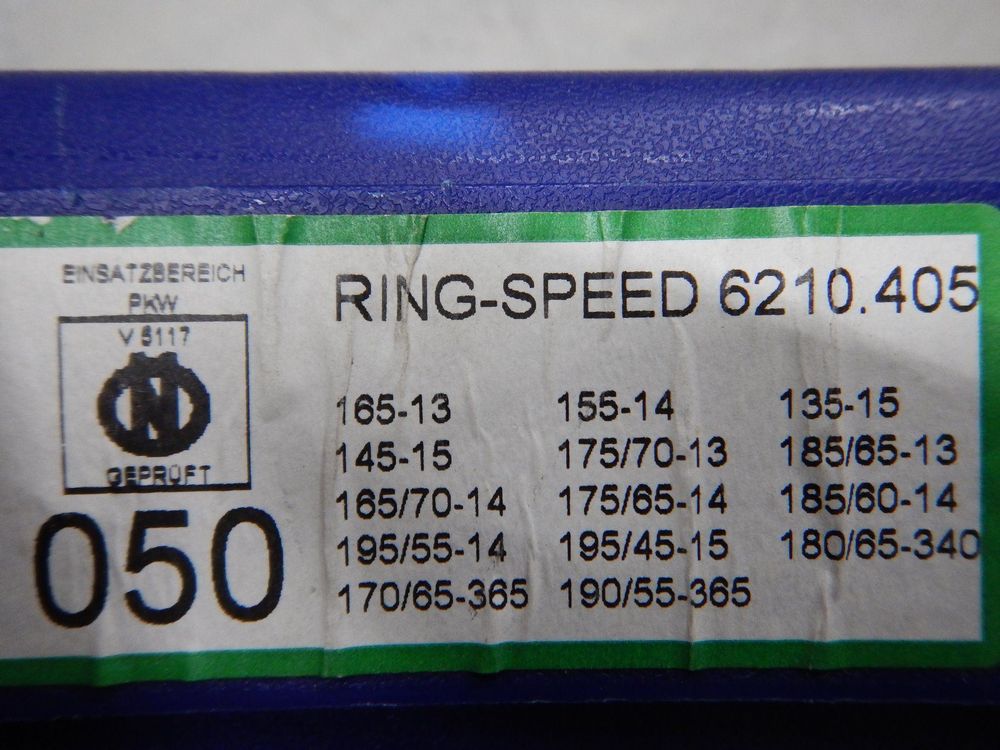 EINSATZBEREICH
PKW
V 5117
N
GEPRÜFT
050
RING-SPEED 6210.405
165-13 155-14 135-15
145-15 175/70-13 185/65-13
165/70-14 175/65-14 185/60-14
195/55-14 195/45-15 180/65-340
170/65-365 190/55-365